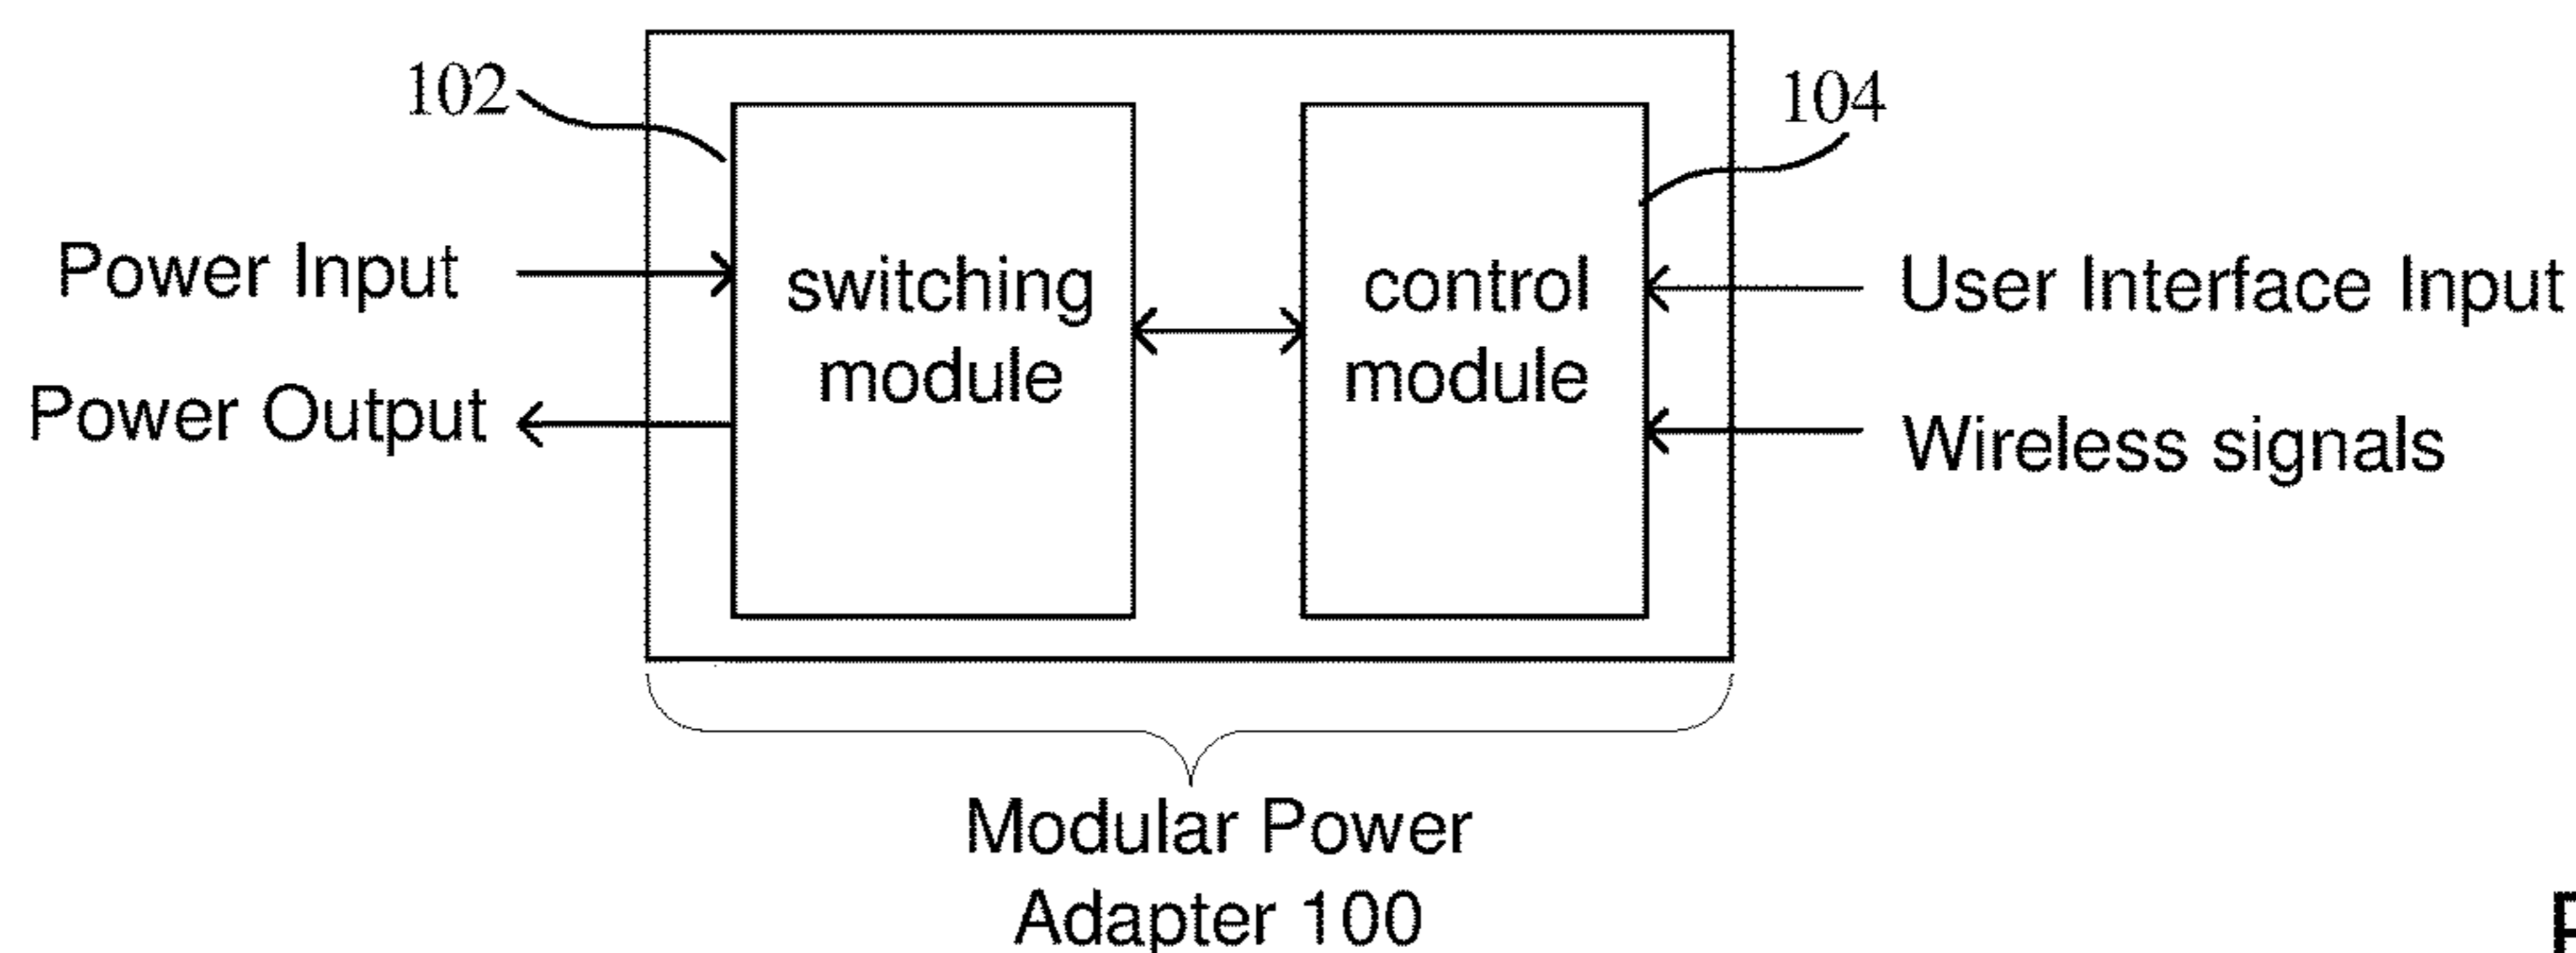 102
104
Power Input
Power Output
switching
module
control
module
User Interface Input
Wireless signals
Modular Power
Adapter 100